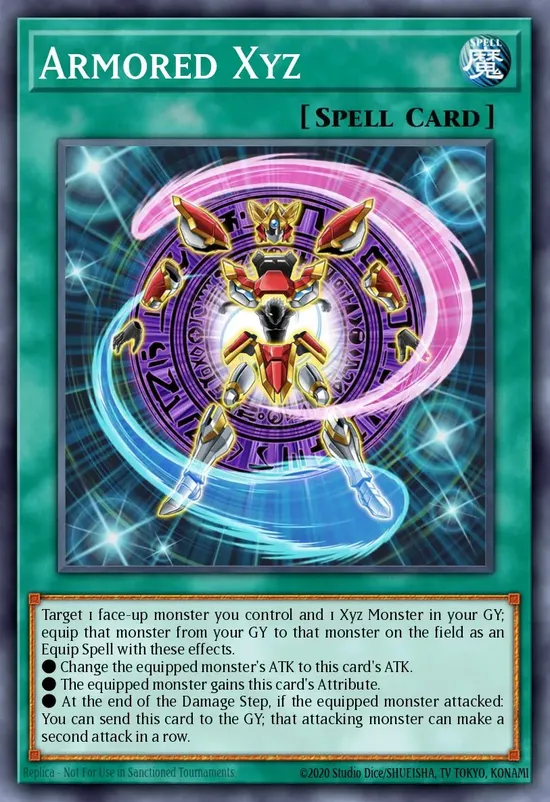 Armored Xyz
SPELL
魔
[Spell Card]
Target 1 face-up monster you control and 1 Xyz Monster in your GY;
equip that monster from your GY to that monster on the field as an
Equip Spell with these effects.
● Change the equipped monster's ATK to this card's ATK.
● The equipped monster gains this card's Attribute.
● At the end of the Damage Step, if the equipped monster attacked:
You can send this card to the GY; that attacking monster can make a
second attack in a row.
Replica - Not For Use in Sanctioned Tournaments.
©2020 Studio Dice/SHUEISHA, TV TOKYO, KONAMI